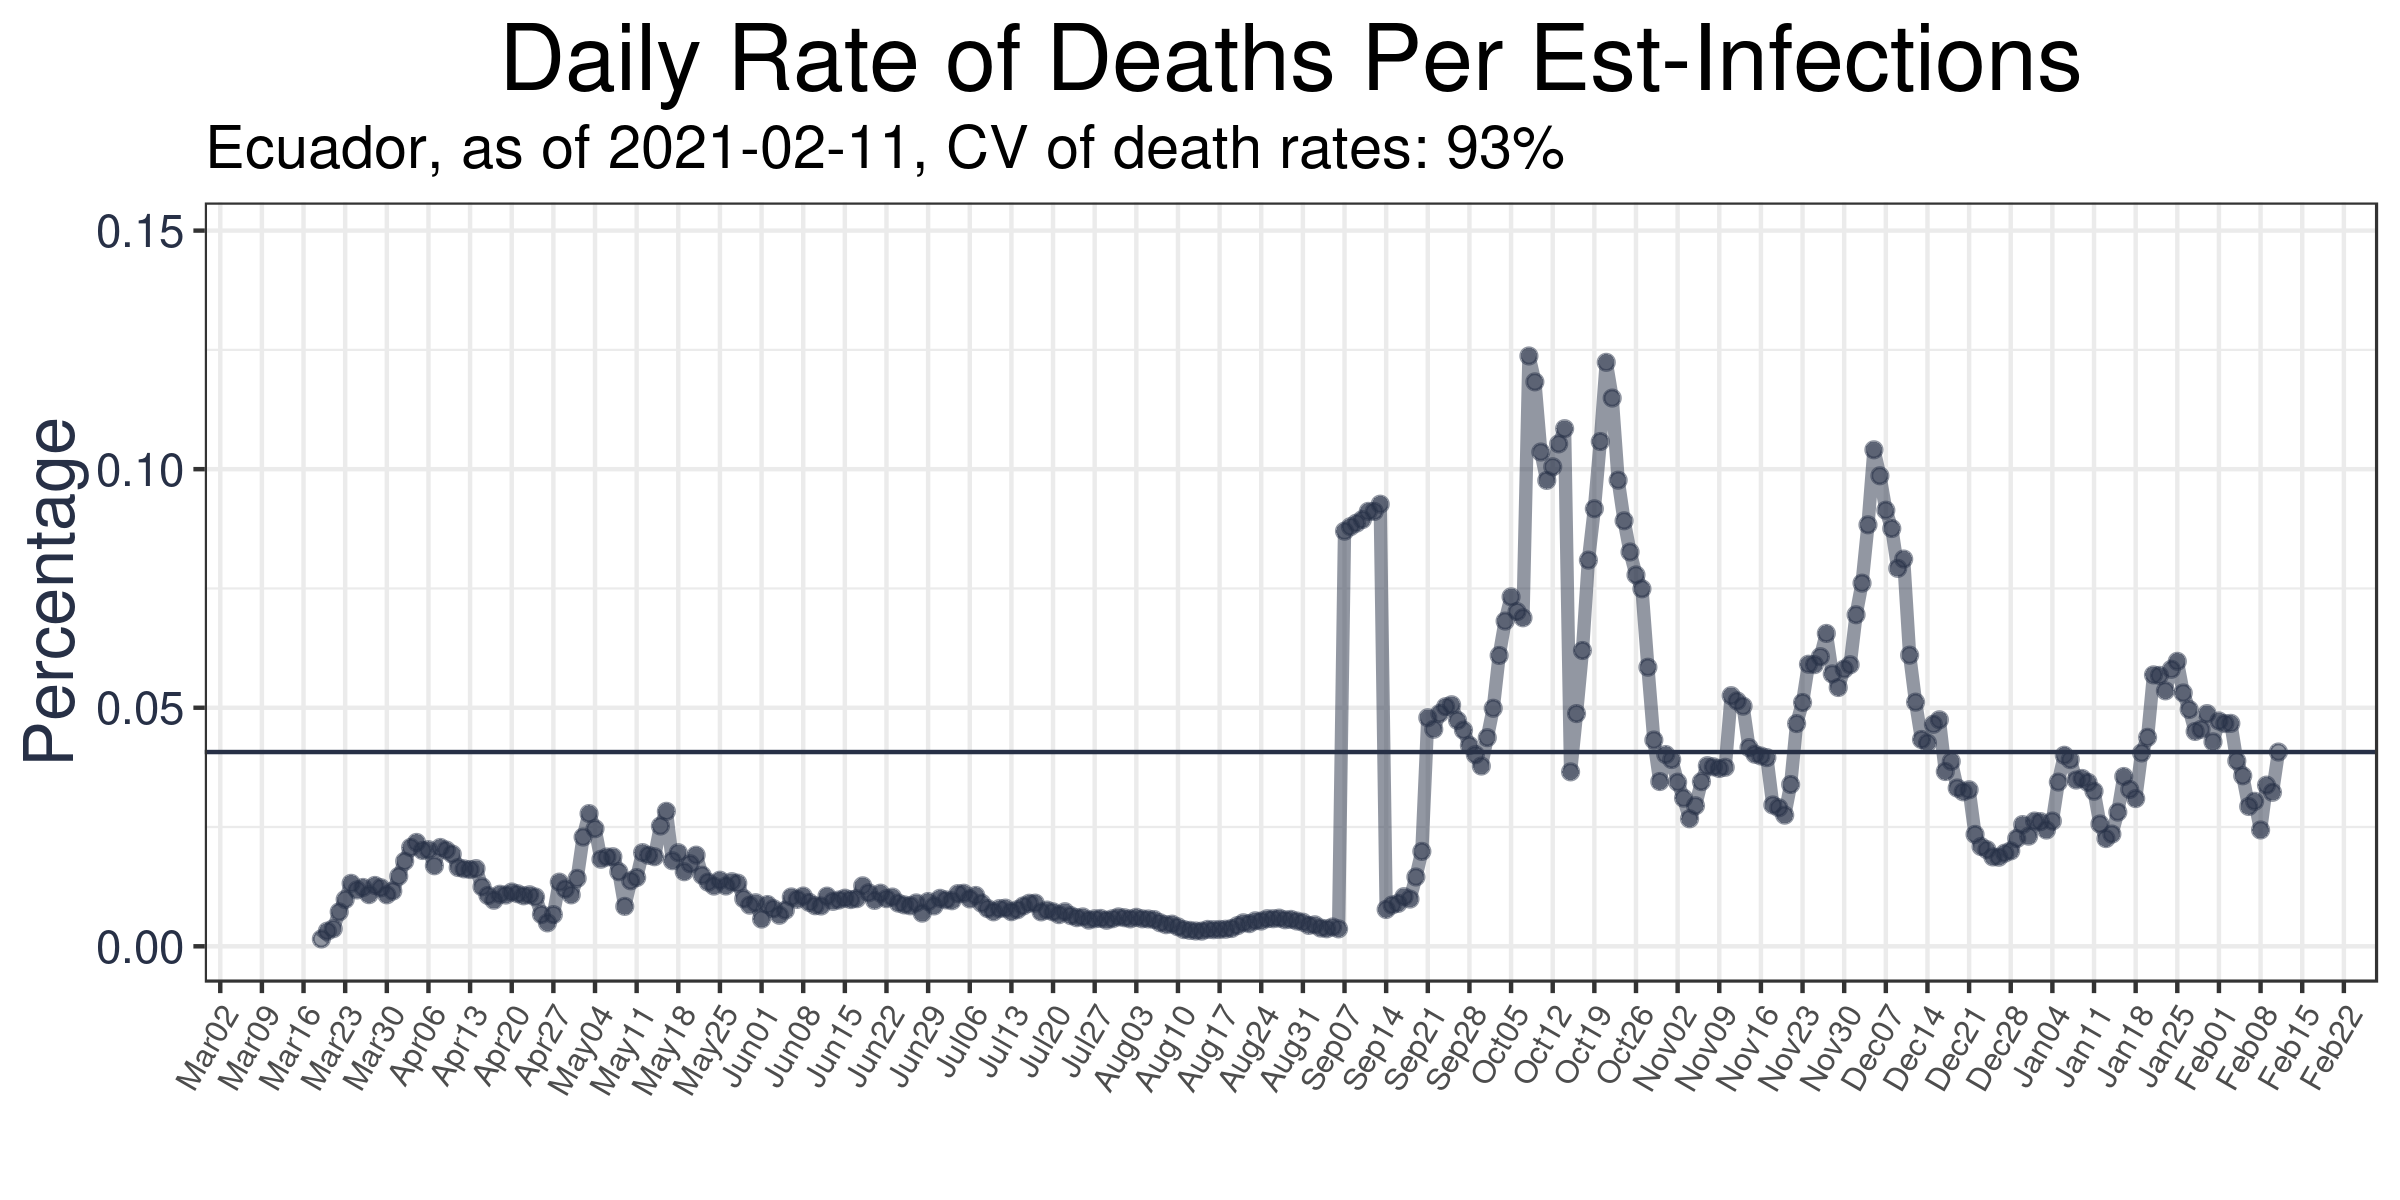 Daily Rate of Deaths Per Est-Infections
Ecuador, as of 2021-02-11, CV of death rates: 93%
Percentage
0.15
0.10
0.05
0.00
Mar02
Mar09
Mar16
Mar23
Mar30
Apr06
Apr13
Apr20
Apr27
May04
May11
May18
May25
Jun01
Jun08
Jun15
Jun22
Jun29
Jul06
Jul13
Jul20
Jul27
Aug03
Aug10
Aug17
Aug24
Aug31
Sep07
Sep14
Sep21
Sep28
Oct05
Oct12
Oct19
Oct26
Nov02
Nov09
Nov16
Nov23
Nov30
Dec07
Dec14
Dec21
Dec28
Jan04
Jan11
Jan18
Jan25
Feb01
Feb08
Feb15
Feb22